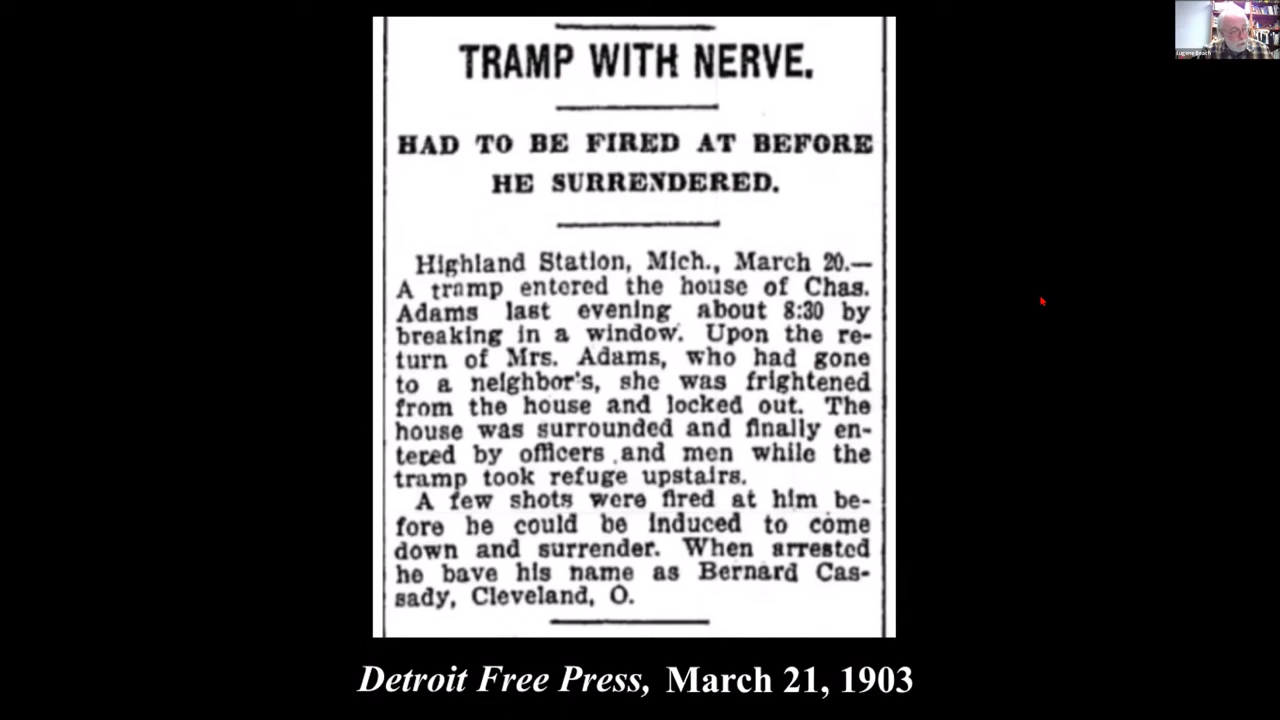 TRAMP WITH NERVE.
HAD TO BE FIRED AT BEFORE
HE SURRENDERED.
Highland Station, Mich., March 20.—
A tramp entered the house of Chas.
Adams last evening about 8:30 by
breaking in a window. Upon the re-
turn of Mrs. Adams, who had gone
to a neighbor's, she was frightened
from the house and locked out. The
house was surrounded and finally en-
tered by officers and men while the
tramp took refuge upstairs.
A few shots were fired at him be-
fore he could be induced to come
down and surrender. When arrested
he bave his name as Bernard Cas-
sady, Cleveland, O.
Detroit Free Press, March 21, 1903
Eugene Beach